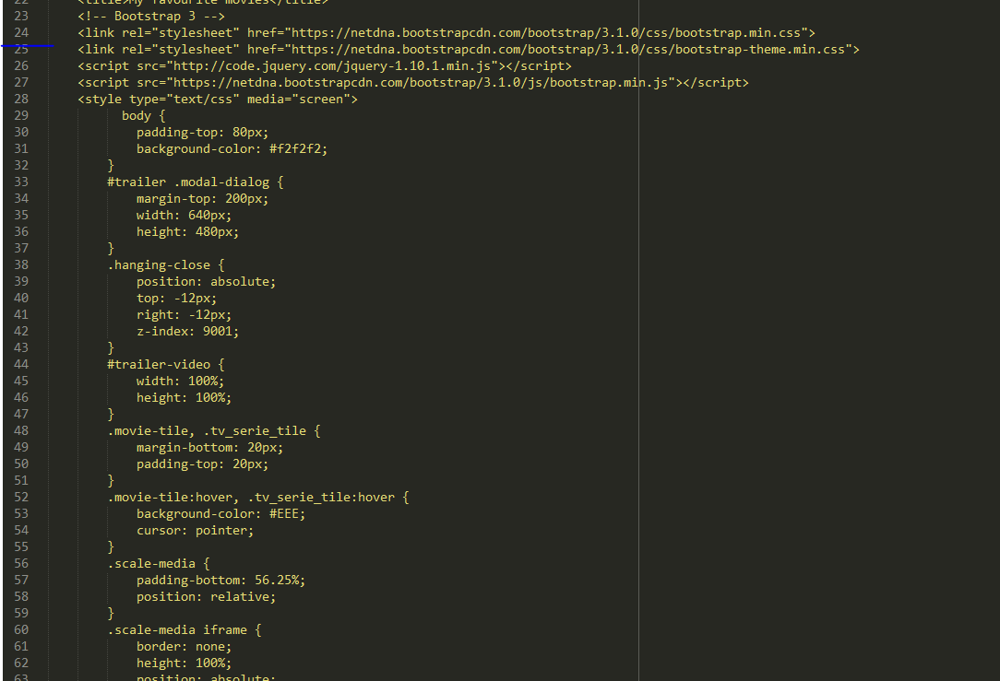 22 <title>My favourite movies</title>
23 <!-- Bootstrap 3 -->
24 <link rel="stylesheet" href="https://netdna.bootstrapcdn.com/bootstrap/3.1.0/css/bootstrap.min.css">
25 <link rel="stylesheet" href="https://netdna.bootstrapcdn.com/bootstrap/3.1.0/css/bootstrap-theme.min.css">
26 <script src="http://code.jquery.com/jquery-1.10.1.min.js"></script>
27 <script src="https://netdna.bootstrapcdn.com/bootstrap/3.1.0/js/bootstrap.min.js"></script>
28 <style type="text/css" media="screen">
29 body {
30 padding-top: 80px;
31 background-color: #f2f2f2;
32 }
33 #trailer .modal-dialog {
34 margin-top: 200px;
35 width: 640px;
36 height: 480px;
37 }
38 .hanging-close {
39 position: absolute;
40 top: -12px;
41 right: -12px;
42 z-index: 9001;
43 }
44 #trailer-video {
45 width: 100%;
46 height: 100%;
47 }
48 .movie-tile, .tv_serie_tile {
49 margin-bottom: 20px;
50 padding-top: 20px;
51 }
52 .movie-tile:hover, .tv_serie_tile:hover {
53 background-color: #EEE;
54 cursor: pointer;
55 }
56 .scale-media {
57 padding-bottom: 56.25%;
58 position: relative;
59 }
60 .scale-media iframe {
61 border: none;
62 height: 100%;
63 position: absolute;